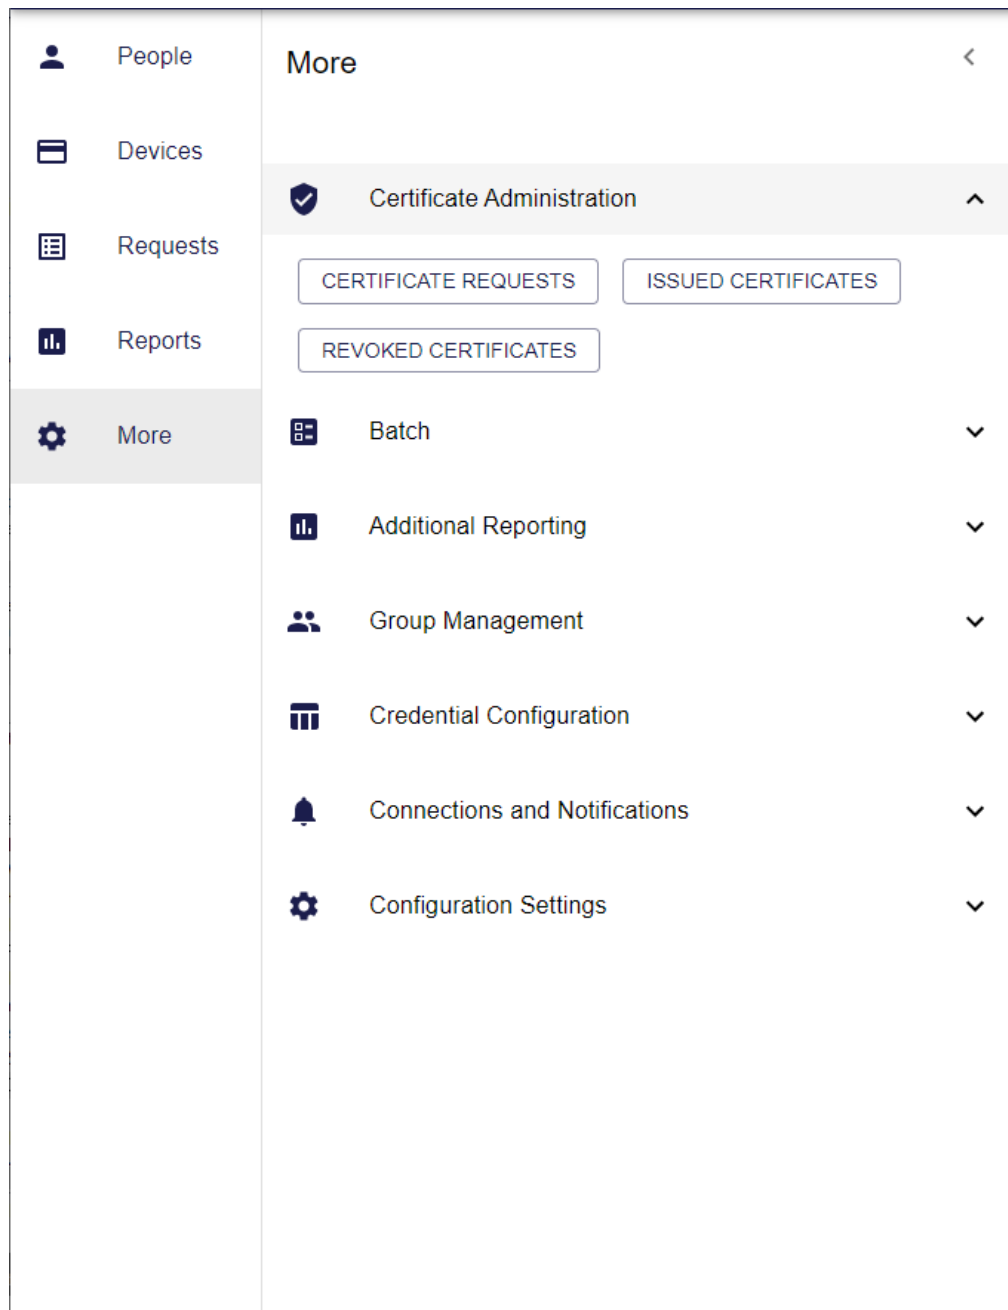 People
Devices
Requests
Reports
More
More
Certificate Administration
CERTIFICATE REQUESTS
ISSUED CERTIFICATES
REVOKED CERTIFICATES
Batch
Additional Reporting
Group Management
Credential Configuration
Connections and Notifications
Configuration Settings